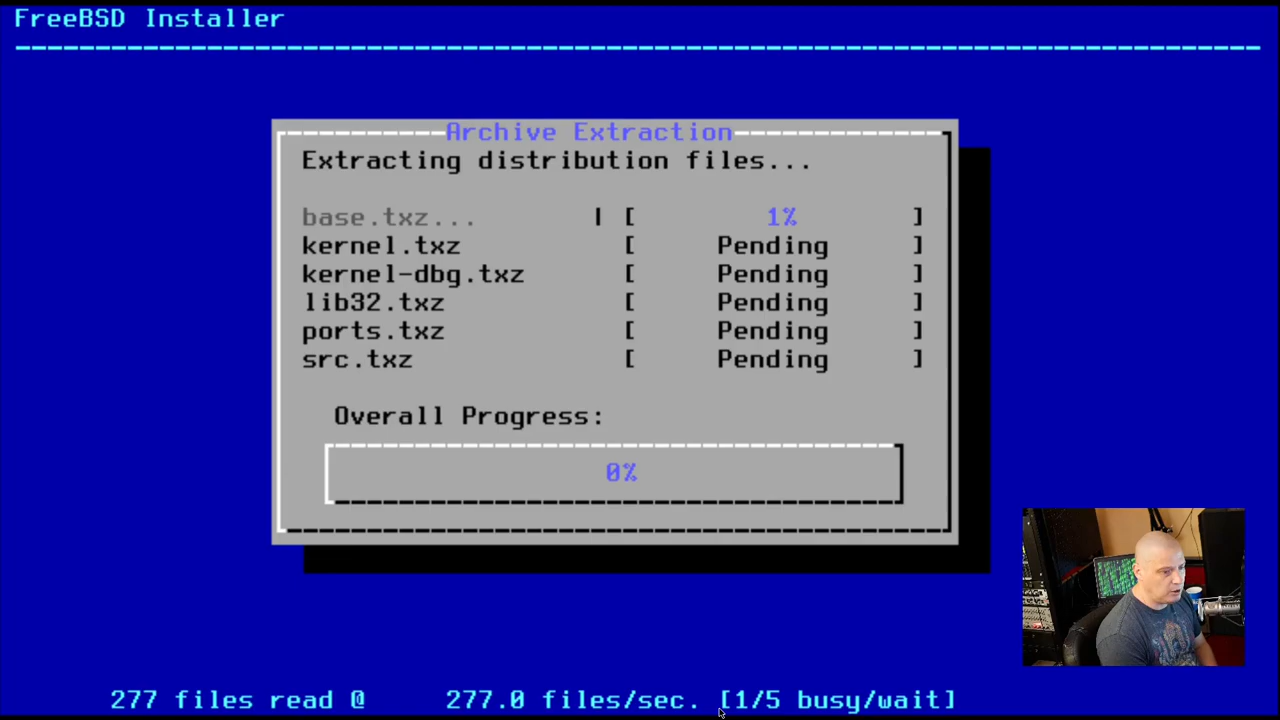 FreeBSD Installer
Archive Extraction
Extracting distribution files...
base.txz... | [ 1% ]
kernel.txz [ Pending ]
kernel-dbg.txz [ Pending ]
lib32.txz [ Pending ]
ports.txz [ Pending ]
src.txz [ Pending ]
Overall Progress:
0%
277 files read @ 277.0 files/sec. [1/5 busy/wait]